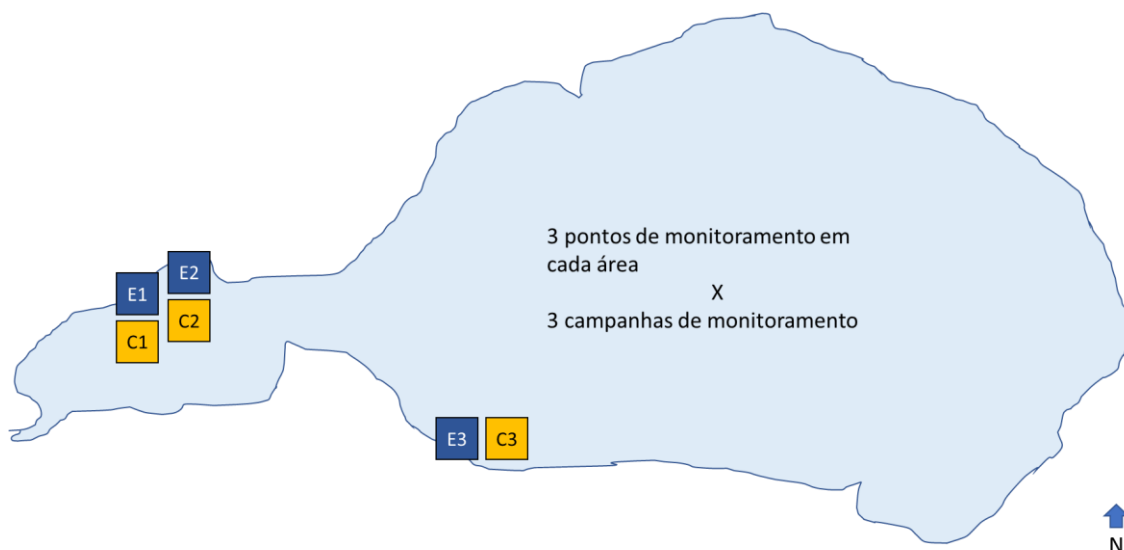 3 pontos de monitoramento em
cada área
X
3 campanhas de monitoramento
E2
E1
C2
C1
E3 C3
N